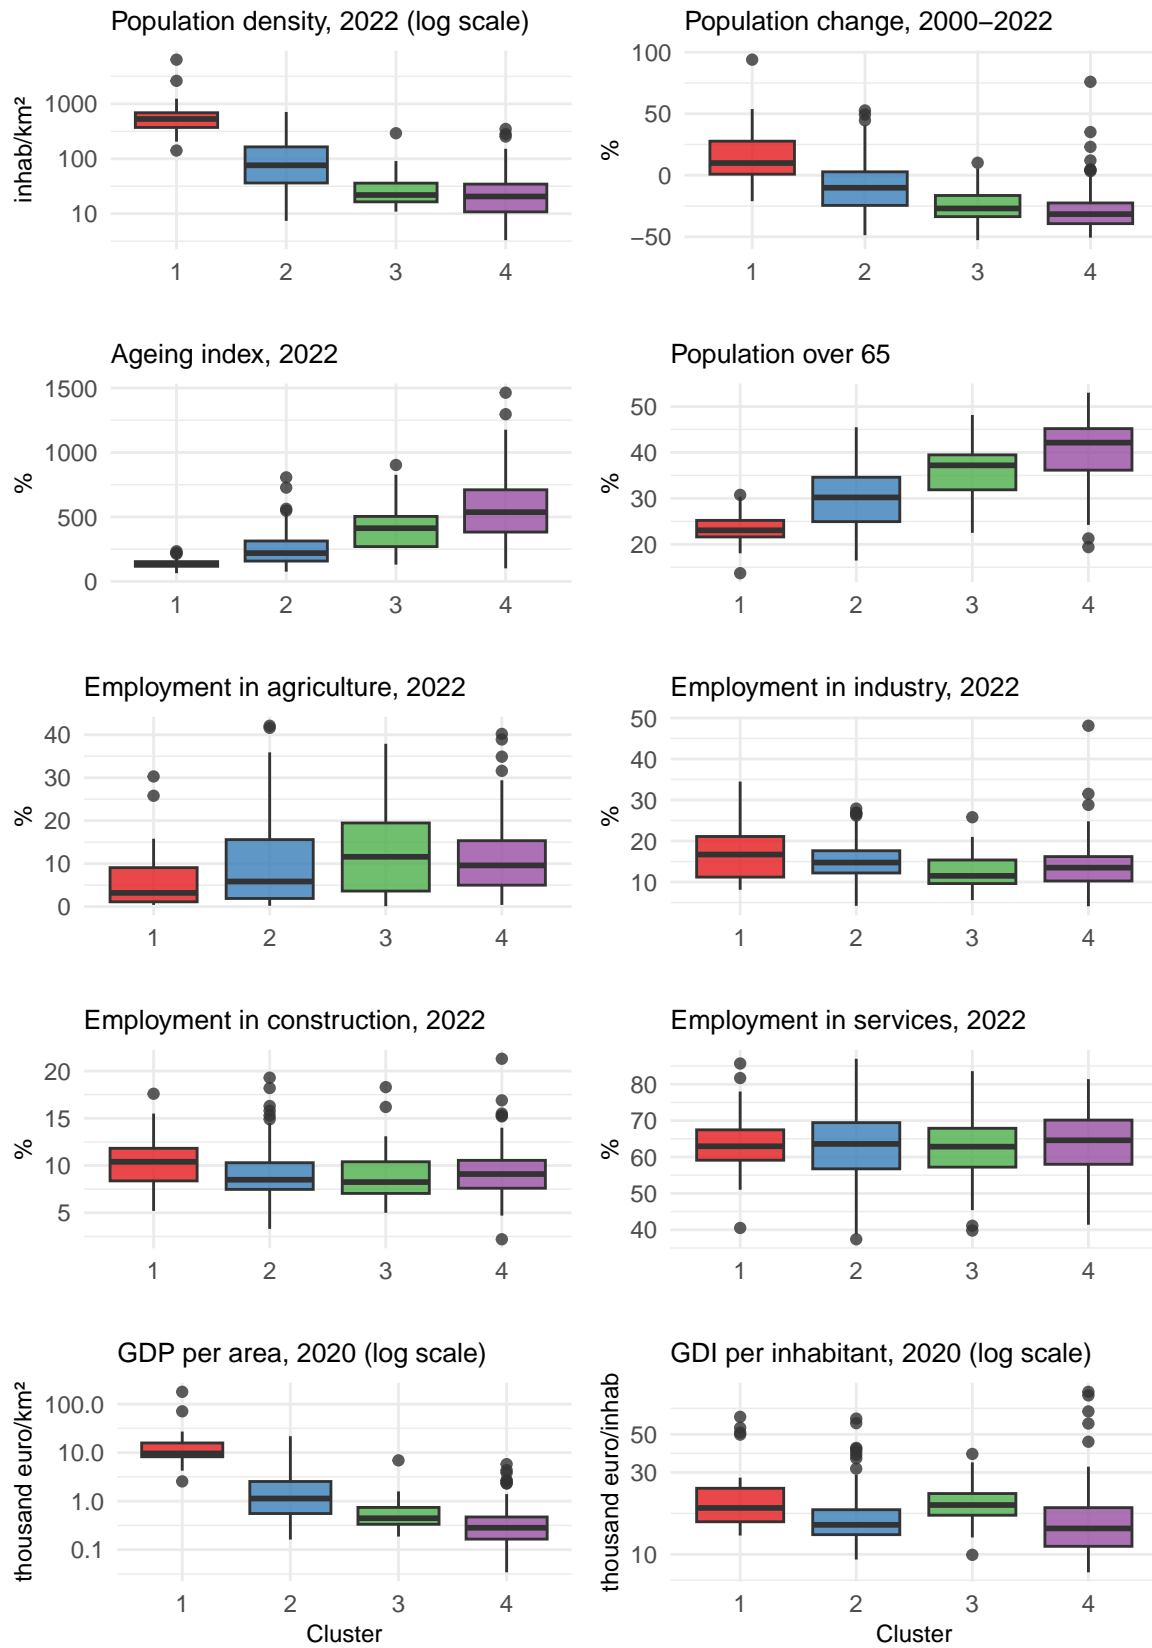 Population density, 2022 (log scale)
inhab/km²
1000
100
10
1 2 3 4
Population change, 2000−2022
%
100
50
0
−50
1 2 3 4
Ageing index, 2022
%
1500
1000
500
0
1 2 3 4
Population over 65
%
50
40
30
20
1 2 3 4
Employment in agriculture, 2022
%
40
30
20
10
0
1 2 3 4
Employment in industry, 2022
%
50
40
30
20
10
1 2 3 4
Employment in construction, 2022
%
20
15
10
5
1 2 3 4
Employment in services, 2022
%
80
70
60
50
40
1 2 3 4
GDP per area, 2020 (log scale)
thousand euro/km²
100.0
10.0
1.0
0.1
1 2 3 4
Cluster
GDI per inhabitant, 2020 (log scale)
thousand euro/inhab
50
30
10
1 2 3 4
Cluster